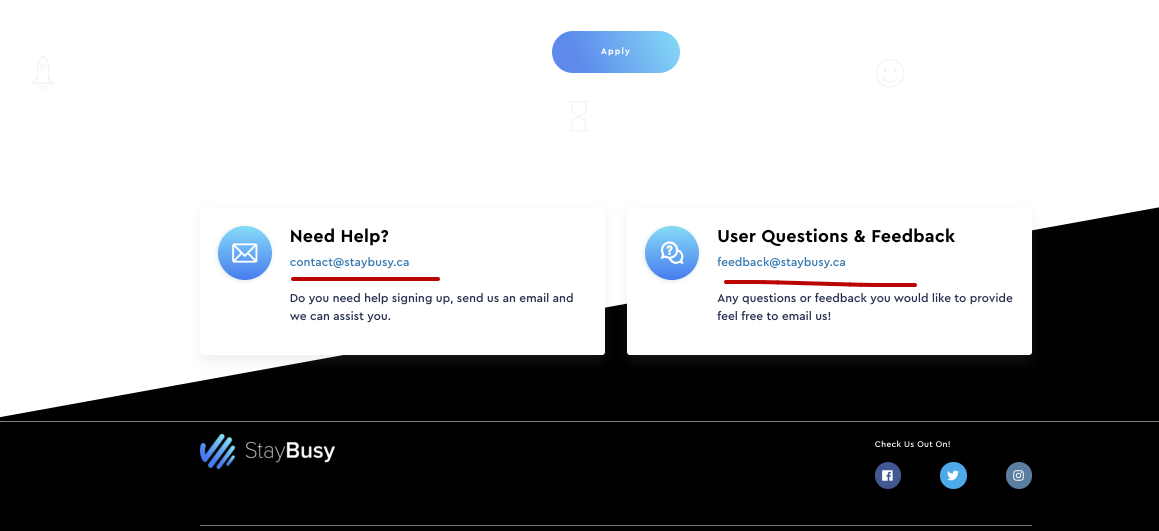 Apply
Need Help?
contact@staybusy.ca
Do you need help signing up, send us an email and
we can assist you.
User Questions & Feedback
feedback@staybusy.ca
Any questions or feedback you would like to provide
feel free to email us!
StayBusy
Check Us Out On!